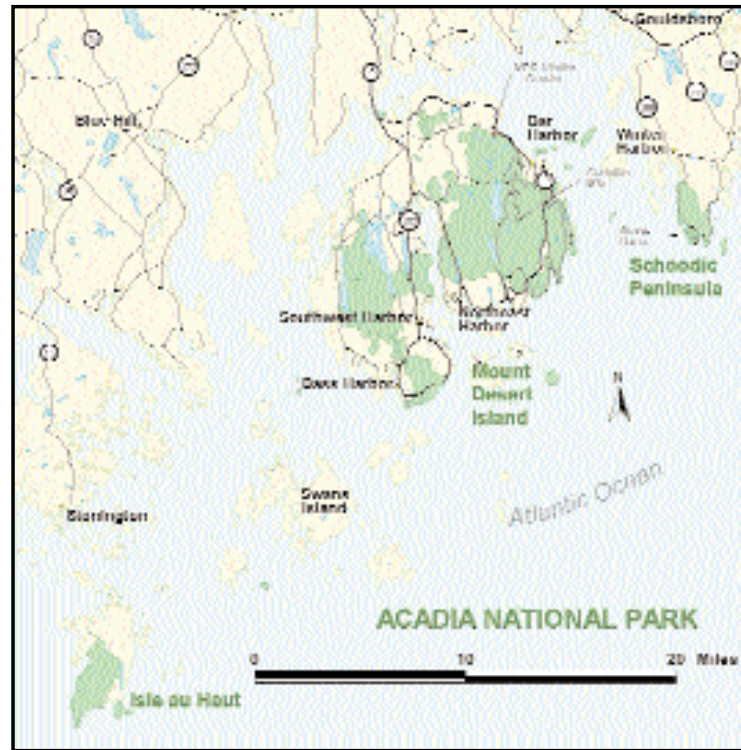 Gouldsboro
Blue Hill
Bar
Harbor
Winter
Harbor
Schoodic
Peninsula
Southwest Harbor
Northeast
Harbor
Bass Harbor
Mount
Desert
Island
N
Swans
Island
Stonington
Atlantic Ocean
ACADIA NATIONAL PARK
0 10 20 Miles
Isle au Haut